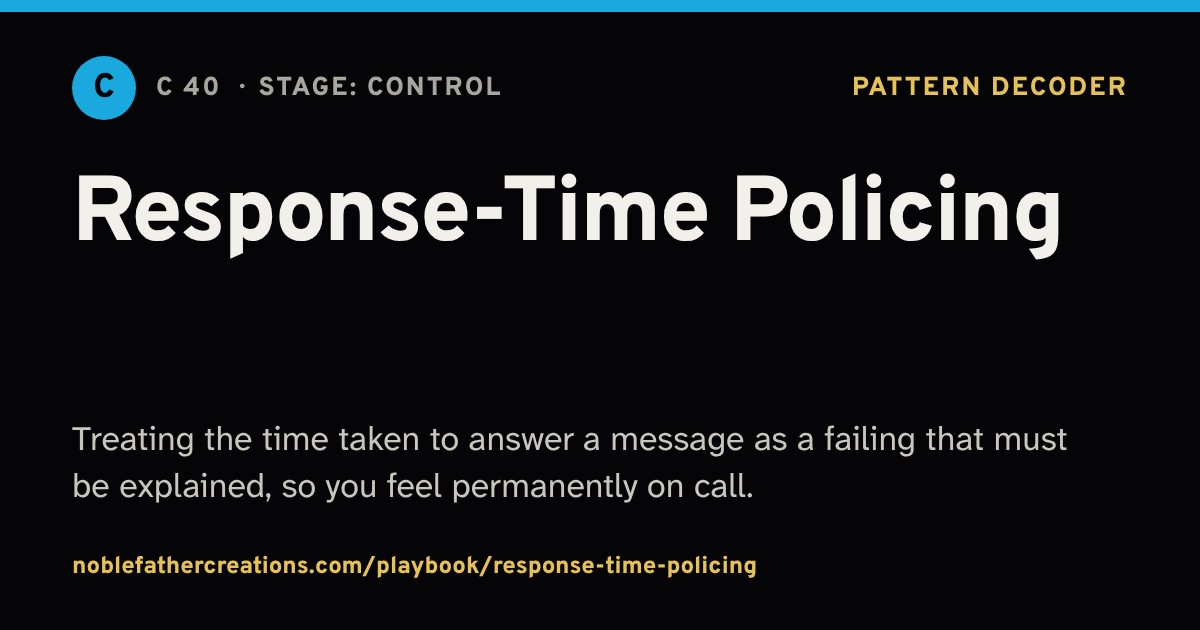 C
C 40 · STAGE: CONTROL
PATTERN DECODER
Response-Time Policing
Treating the time taken to answer a message as a failing that must
be explained, so you feel permanently on call.
noblefathercreations.com/playbook/response-time-policing